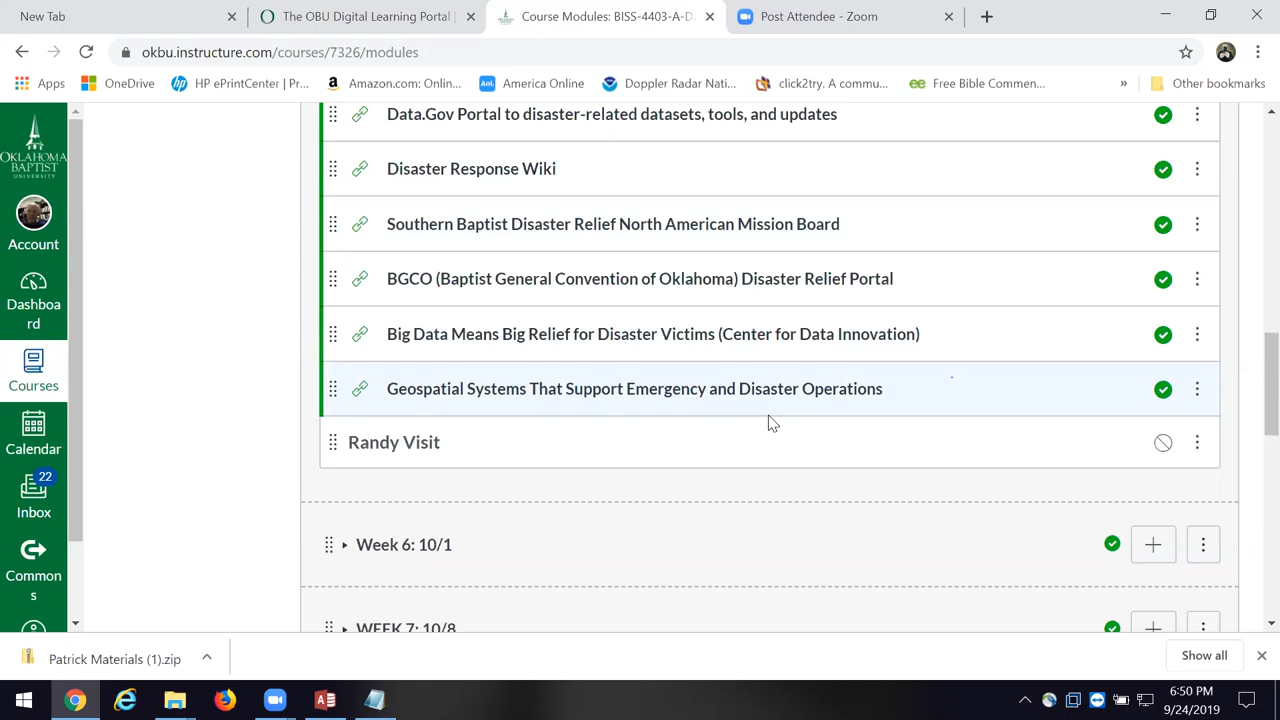 New Tab
The OBU Digital Learning Portal
Course Modules: BISS-4403-A-D
Post Attendee - Zoom
okbu.instructure.com/courses/7326/modules
Apps
OneDrive
HP ePrintCenter | Pr...
Amazon.com: Onlin...
America Online
Doppler Radar Nati...
click2try. A commu...
Free Bible Commen...
Other bookmarks
OKLAHOMA
BAPTIST
UNIVERSITY
Account
Dashboa
rd
Courses
Calendar
22
Inbox
Common
s
Data.Gov Portal to disaster-related datasets, tools, and updates
Disaster Response Wiki
Southern Baptist Disaster Relief North American Mission Board
BGCO (Baptist General Convention of Oklahoma) Disaster Relief Portal
Big Data Means Big Relief for Disaster Victims (Center for Data Innovation)
Geospatial Systems That Support Emergency and Disaster Operations
Randy Visit
Week 6: 10/1
WEEK 7: 10/8
Patrick Materials (1).zip
Show all
6:50 PM
9/24/2019